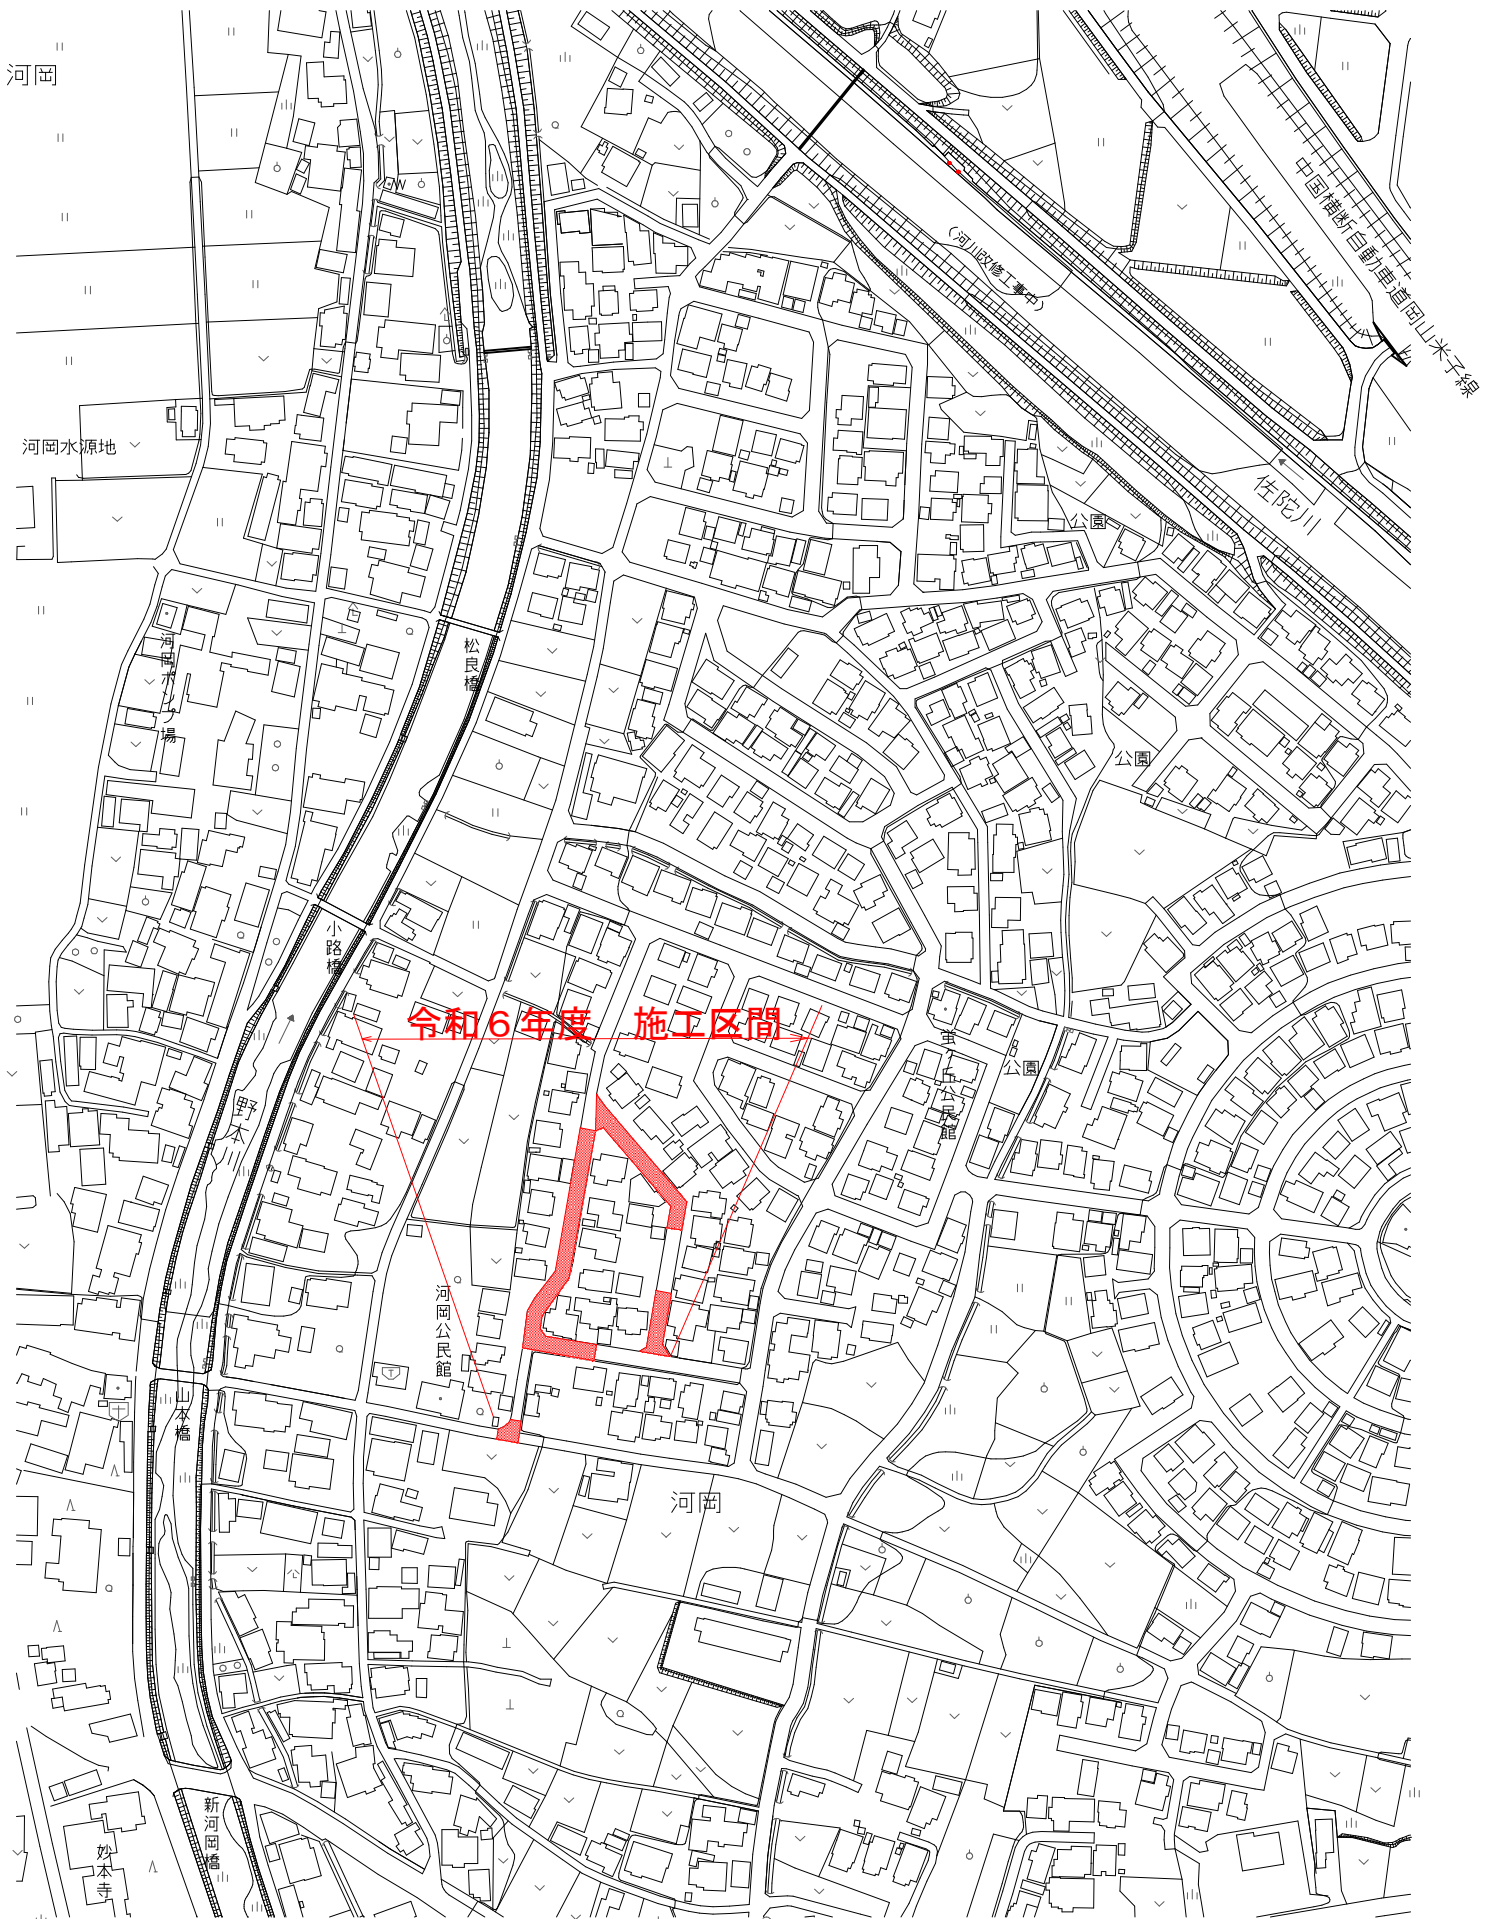 河岡
W
中国横断自動車道岡山米子線
（河川改修工事中）
河岡水源地
佐陀川
公園
河岡ポンプ場
松良橋
公園
小路橋
令和６年度　施工区間
蛍ヶ丘公民館
公園
野本川
河岡公民館
山本橋
河岡
新河岡橋
妙本寺